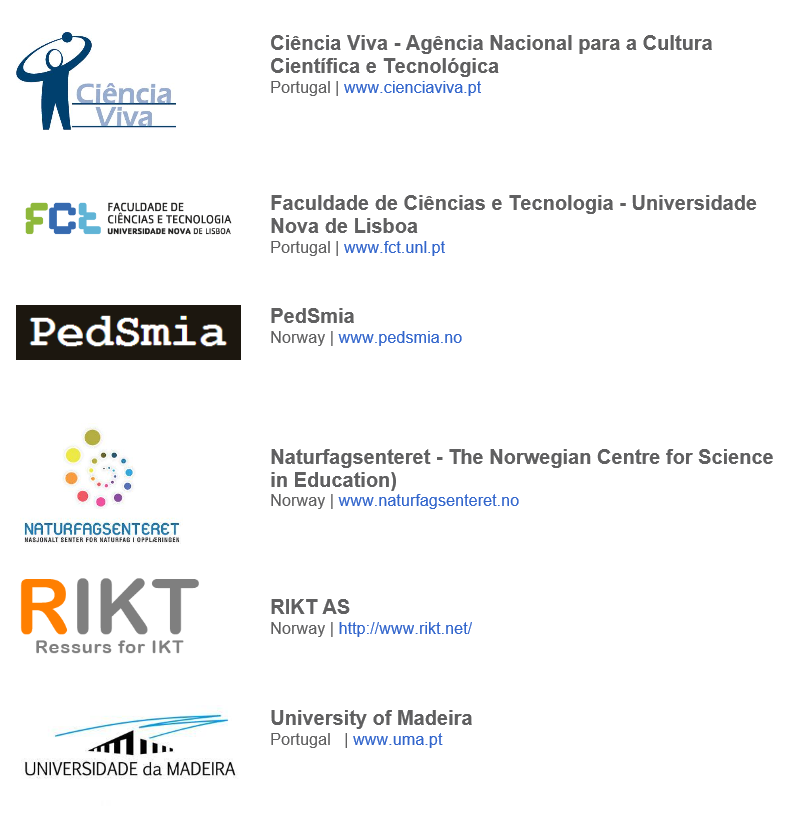 Ciência
Viva
Ciência Viva - Agência Nacional para a Cultura
Científica e Tecnológica
Portugal | www.cienciaviva.pt
FCt
FACULDADE DE
CIÊNCIAS E TECNOLOGIA
UNIVERSIDADE NOVA DE LISBOA
Faculdade de Ciências e Tecnologia - Universidade
Nova de Lisboa
Portugal | www.fct.unl.pt
PedSmia
PedSmia
Norway | www.pedsmia.no
NATURFAGSENTERET
NASJONALT SENTER FOR NATURFAG I OPPLÆRINGEN
Naturfagsenteret - The Norwegian Centre for Science
in Education)
Norway | www.naturfagsenteret.no
RIKT
Ressurs for IKT
RIKT AS
Norway | http://www.rikt.net/
UNIVERSIDADE da MADEIRA
University of Madeira
Portugal | www.uma.pt